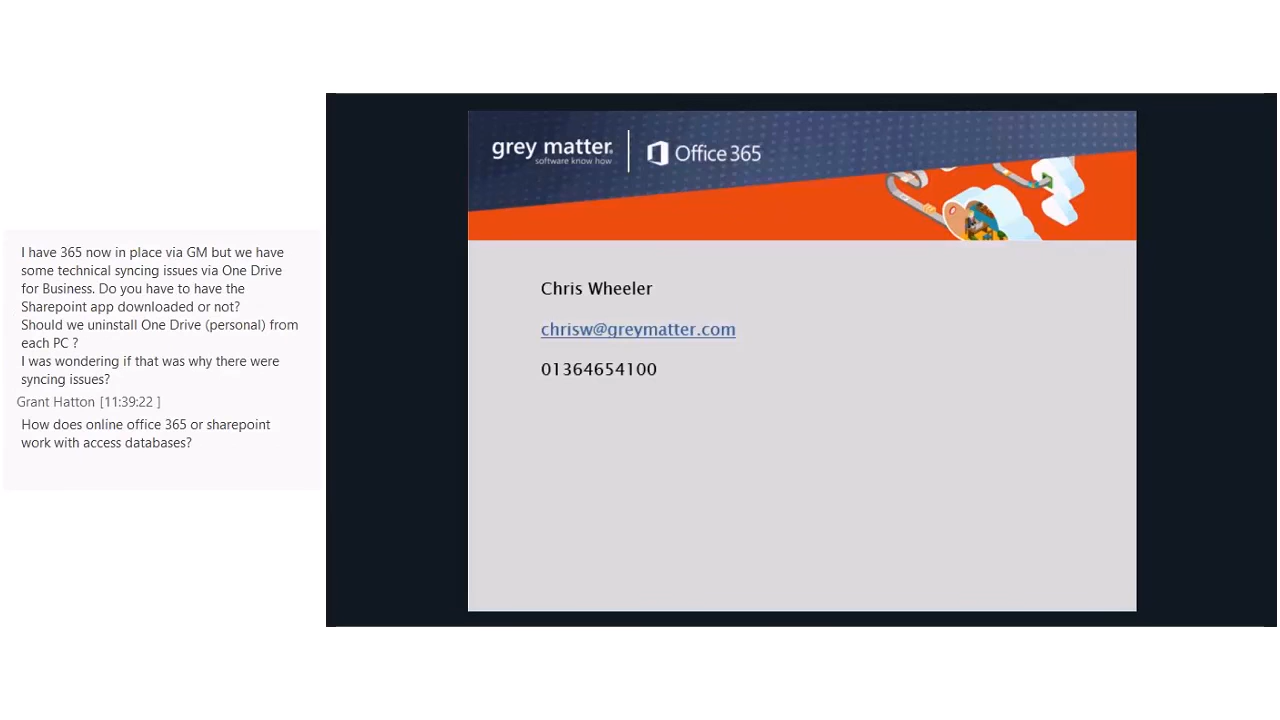 I have 365 now in place via GM but we have
some technical syncing issues via One Drive
for Business. Do you have to have the
Sharepoint app downloaded or not?
Should we uninstall One Drive (personal) from
each PC ?
I was wondering if that was why there were
syncing issues?
Grant Hatton [11:39:22 ]
How does online office 365 or sharepoint
work with access databases?
grey matter
software know how
Office 365
Chris Wheeler
chrisw@greymatter.com
01364654100